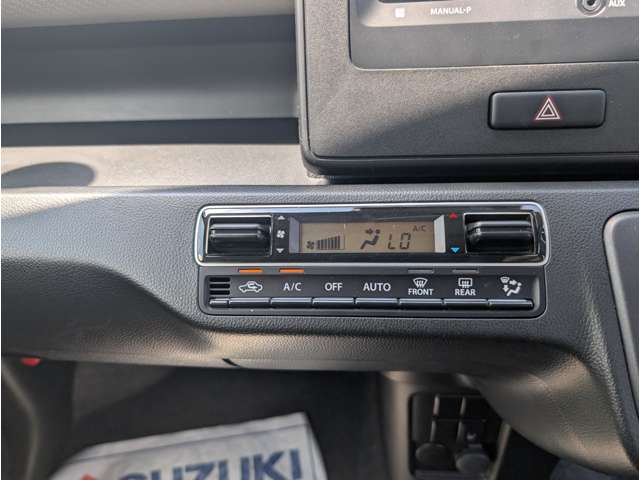 MANUAL-P
AUX
A/C
LO
A/C OFF AUTO FRONT REAR
SUZUKI